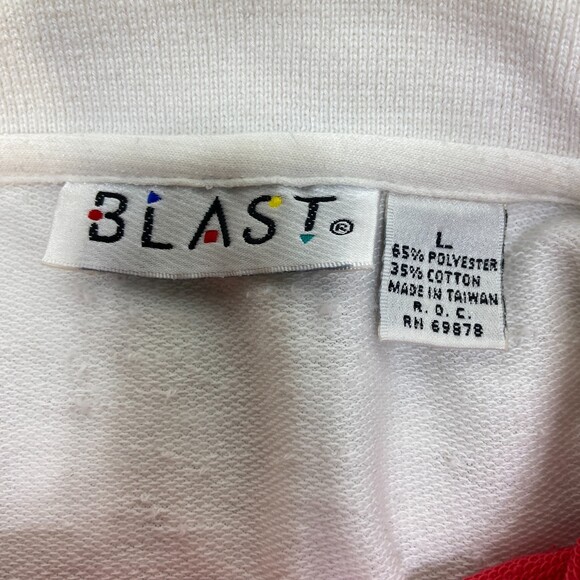 BLAST®
L
65% POLYESTER
35% COTTON
MADE IN TAIWAN
R. O. C.
RN 69878